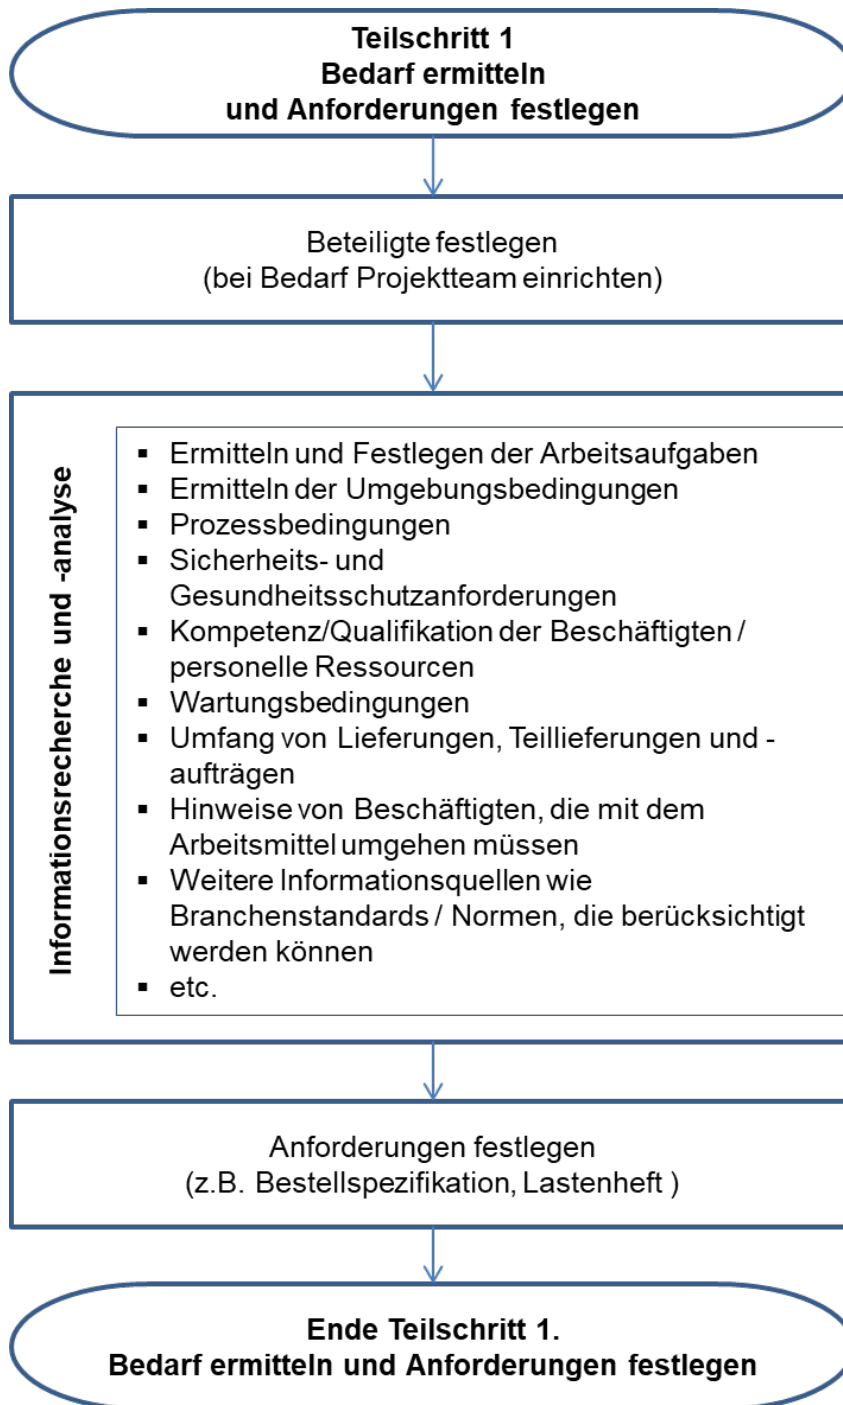 Teilschritt 1
Bedarf ermitteln
und Anforderungen festlegen
Beteiligte festlegen
(bei Bedarf Projektteam einrichten)
Informationsrecherche und -analyse
▪ Ermitteln und Festlegen der Arbeitsaufgaben
▪ Ermitteln der Umgebungsbedingungen
▪ Prozessbedingungen
▪ Sicherheits- und
Gesundheitsschutzanforderungen
▪ Kompetenz/Qualifikation der Beschäftigten /
personelle Ressourcen
▪ Wartungsbedingungen
▪ Umfang von Lieferungen, Teillieferungen und -
aufträgen
▪ Hinweise von Beschäftigten, die mit dem
Arbeitsmittel umgehen müssen
▪ Weitere Informationsquellen wie
Branchenstandards / Normen, die berücksichtigt
werden können
▪ etc.
Anforderungen festlegen
(z.B. Bestellspezifikation, Lastenheft )
Ende Teilschritt 1.
Bedarf ermitteln und Anforderungen festlegen